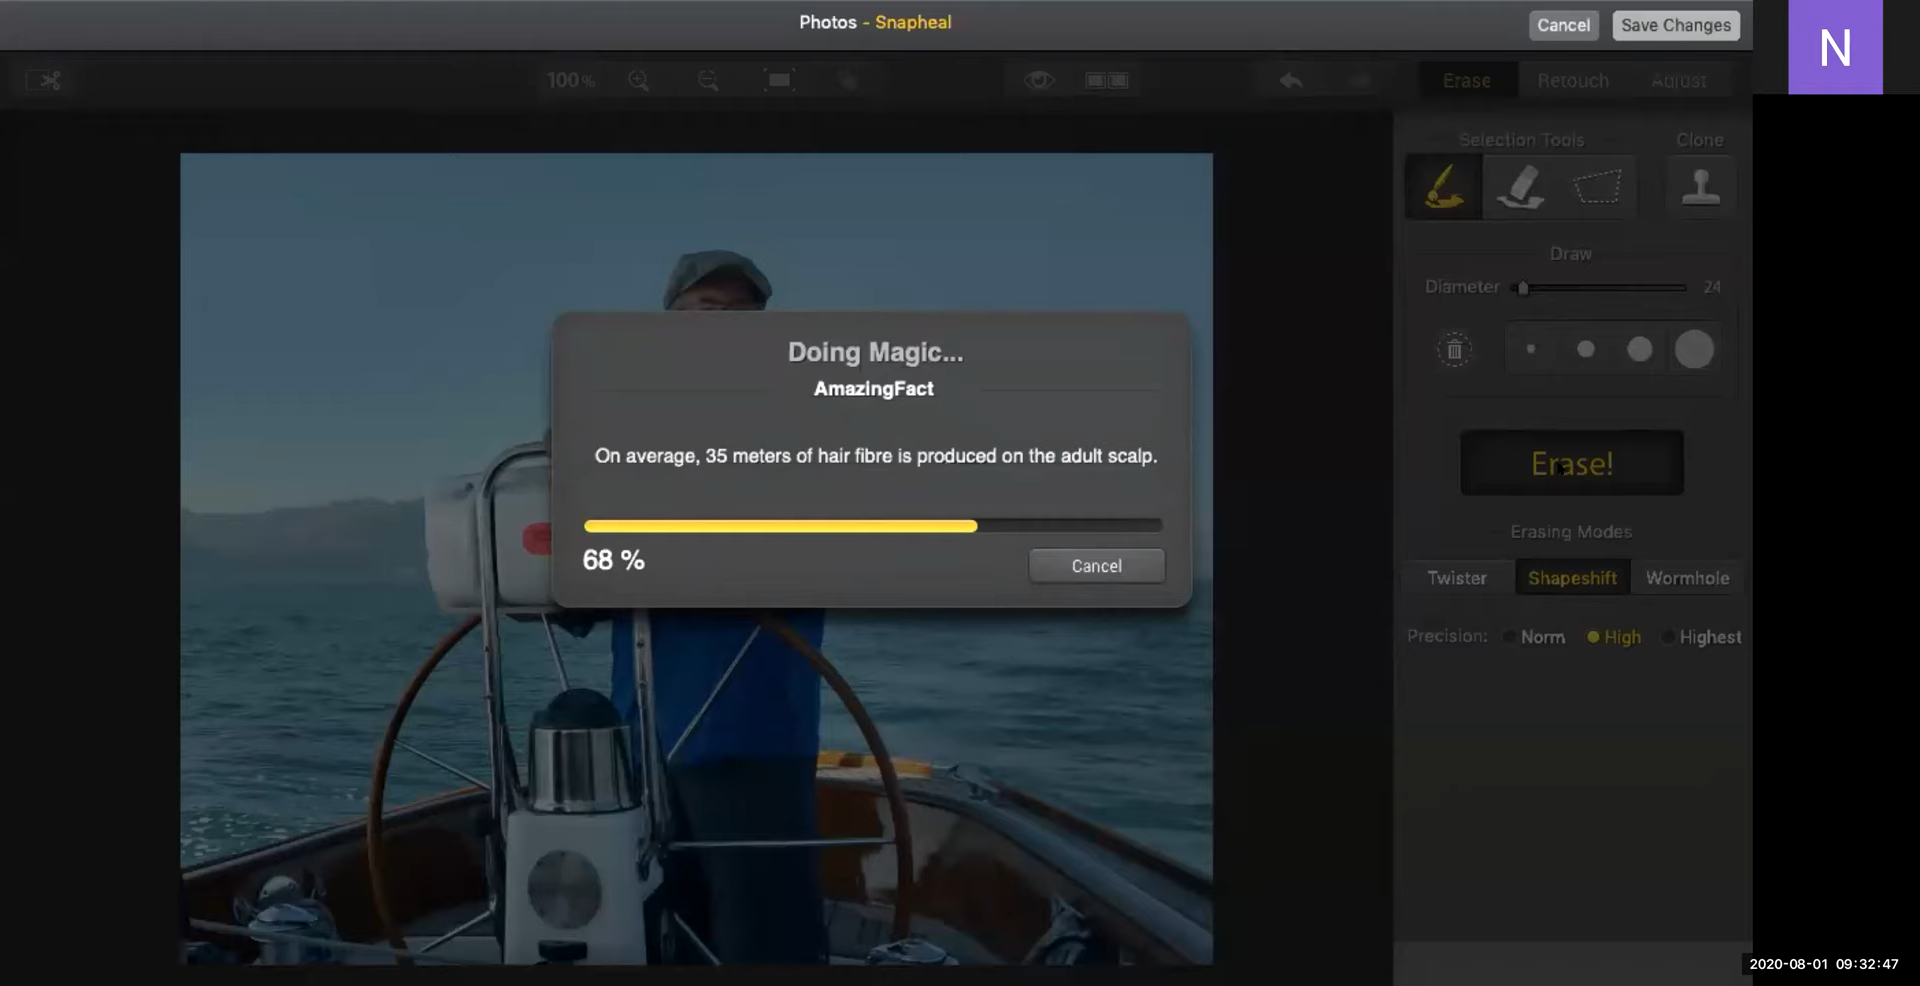 Photos - Snapheal
Cancel
Save Changes
N
100%
Erase
Retouch
Adjust
Selection Tools
Clone
Draw
Diameter
24
Doing Magic...
AmazingFact
On average, 35 meters of hair fibre is produced on the adult scalp.
68 %
Cancel
Erase!
Erasing Modes
Twister
Shapeshift
Wormhole
Precision:
Norm
High
Highest
2020-08-01 09:32:47